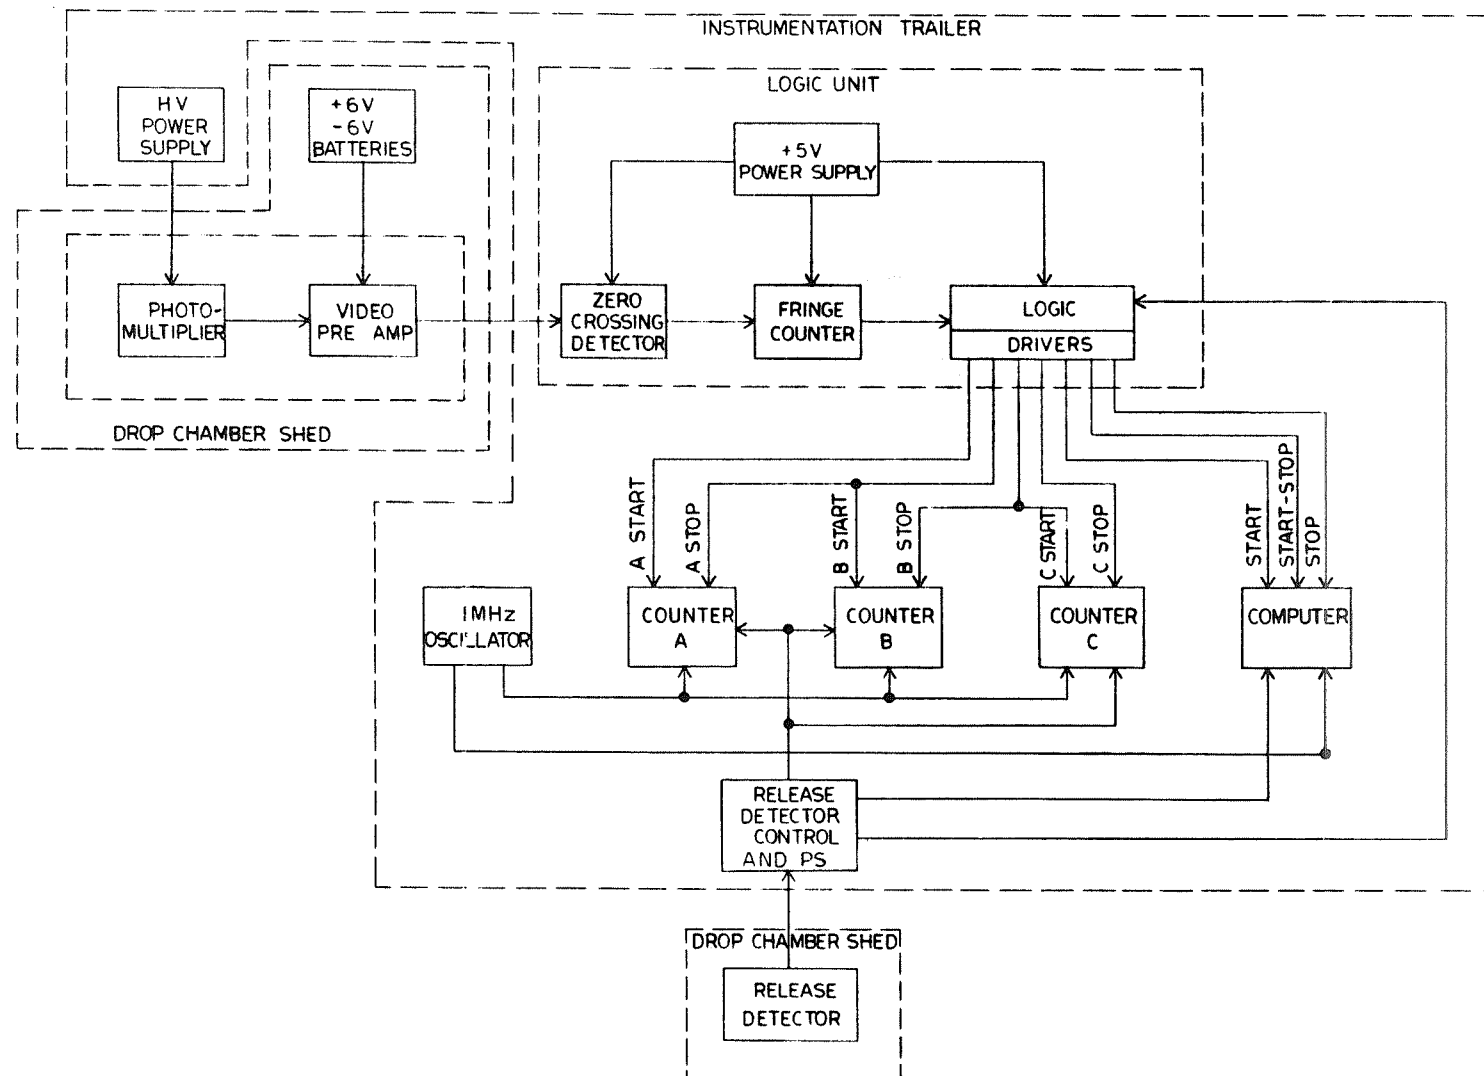 INSTRUMENTATION TRAILER
LOGIC UNIT
HV
POWER
SUPPLY
+6V
-6V
BATTERIES
+5V
POWER SUPPLY
PHOTO-
MULTIPLIER
VIDEO
PRE AMP
ZERO
CROSSING
DETECTOR
FRINGE
COUNTER
LOGIC
DRIVERS
DROP CHAMBER SHED
A START
A STOP
B START
B STOP
C START
C STOP
START
START-STOP
STOP
1MHz
OSCILLATOR
COUNTER
A
COUNTER
B
COUNTER
C
COMPUTER
RELEASE
DETECTOR
CONTROL
AND PS
DROP CHAMBER SHED
RELEASE
DETECTOR